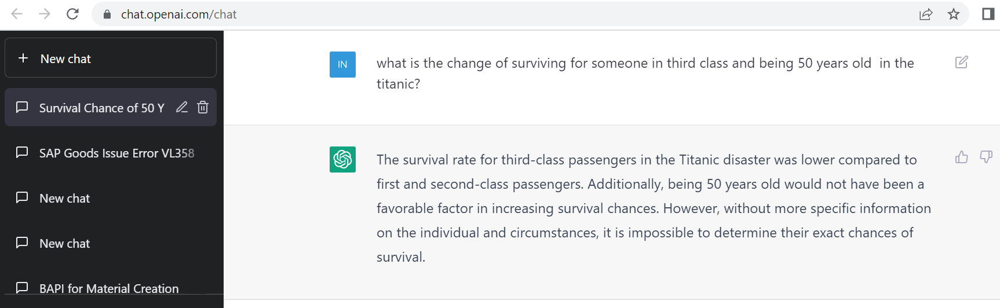 chat.openai.com/chat
New chat
Survival Chance of 50 Y
SAP Goods Issue Error VL358
New chat
New chat
BAPI for Material Creation
IN
what is the change of surviving for someone in third class and being 50 years old  in the
titanic?
The survival rate for third-class passengers in the Titanic disaster was lower compared to
first and second-class passengers. Additionally, being 50 years old would not have been a
favorable factor in increasing survival chances. However, without more specific information
on the individual and circumstances, it is impossible to determine their exact chances of
survival.